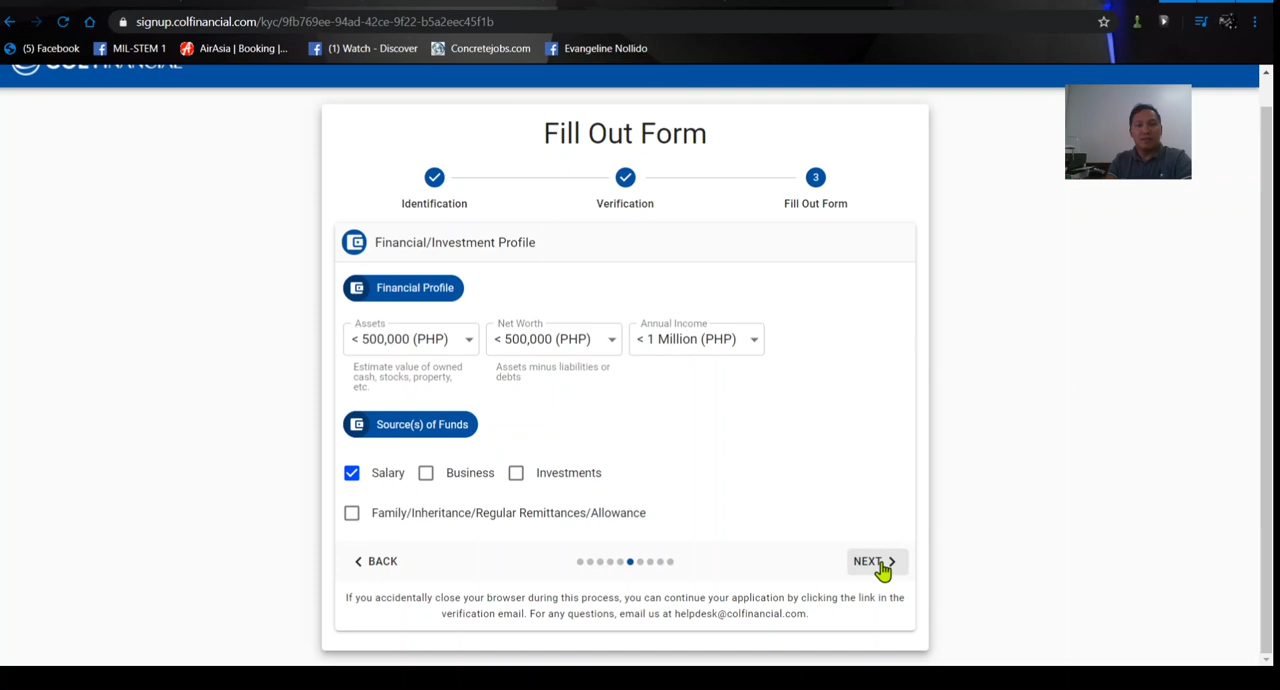 signup.colfinancial.com/kyc/9fb769ee-94ad-42ce-9f22-b5a2eec45f1b
(5) Facebook MIL-STEM 1 AirAsia | Booking |... (1) Watch - Discover Concretejobs.com Evangeline Nollido
Fill Out Form
3
Identification Verification Fill Out Form
Financial/Investment Profile
Financial Profile
Assets Net Worth Annual Income
< 500,000 (PHP) < 500,000 (PHP) < 1 Million (PHP)
Estimate value of owned
cash, stocks, property,
etc.
Assets minus liabilities or
debts
Source(s) of Funds
Salary Business Investments
Family/Inheritance/Regular Remittances/Allowance
BACK NEXT
If you accidentally close your browser during this process, you can continue your application by clicking the link in the
verification email. For any questions, email us at helpdesk@colfinancial.com.